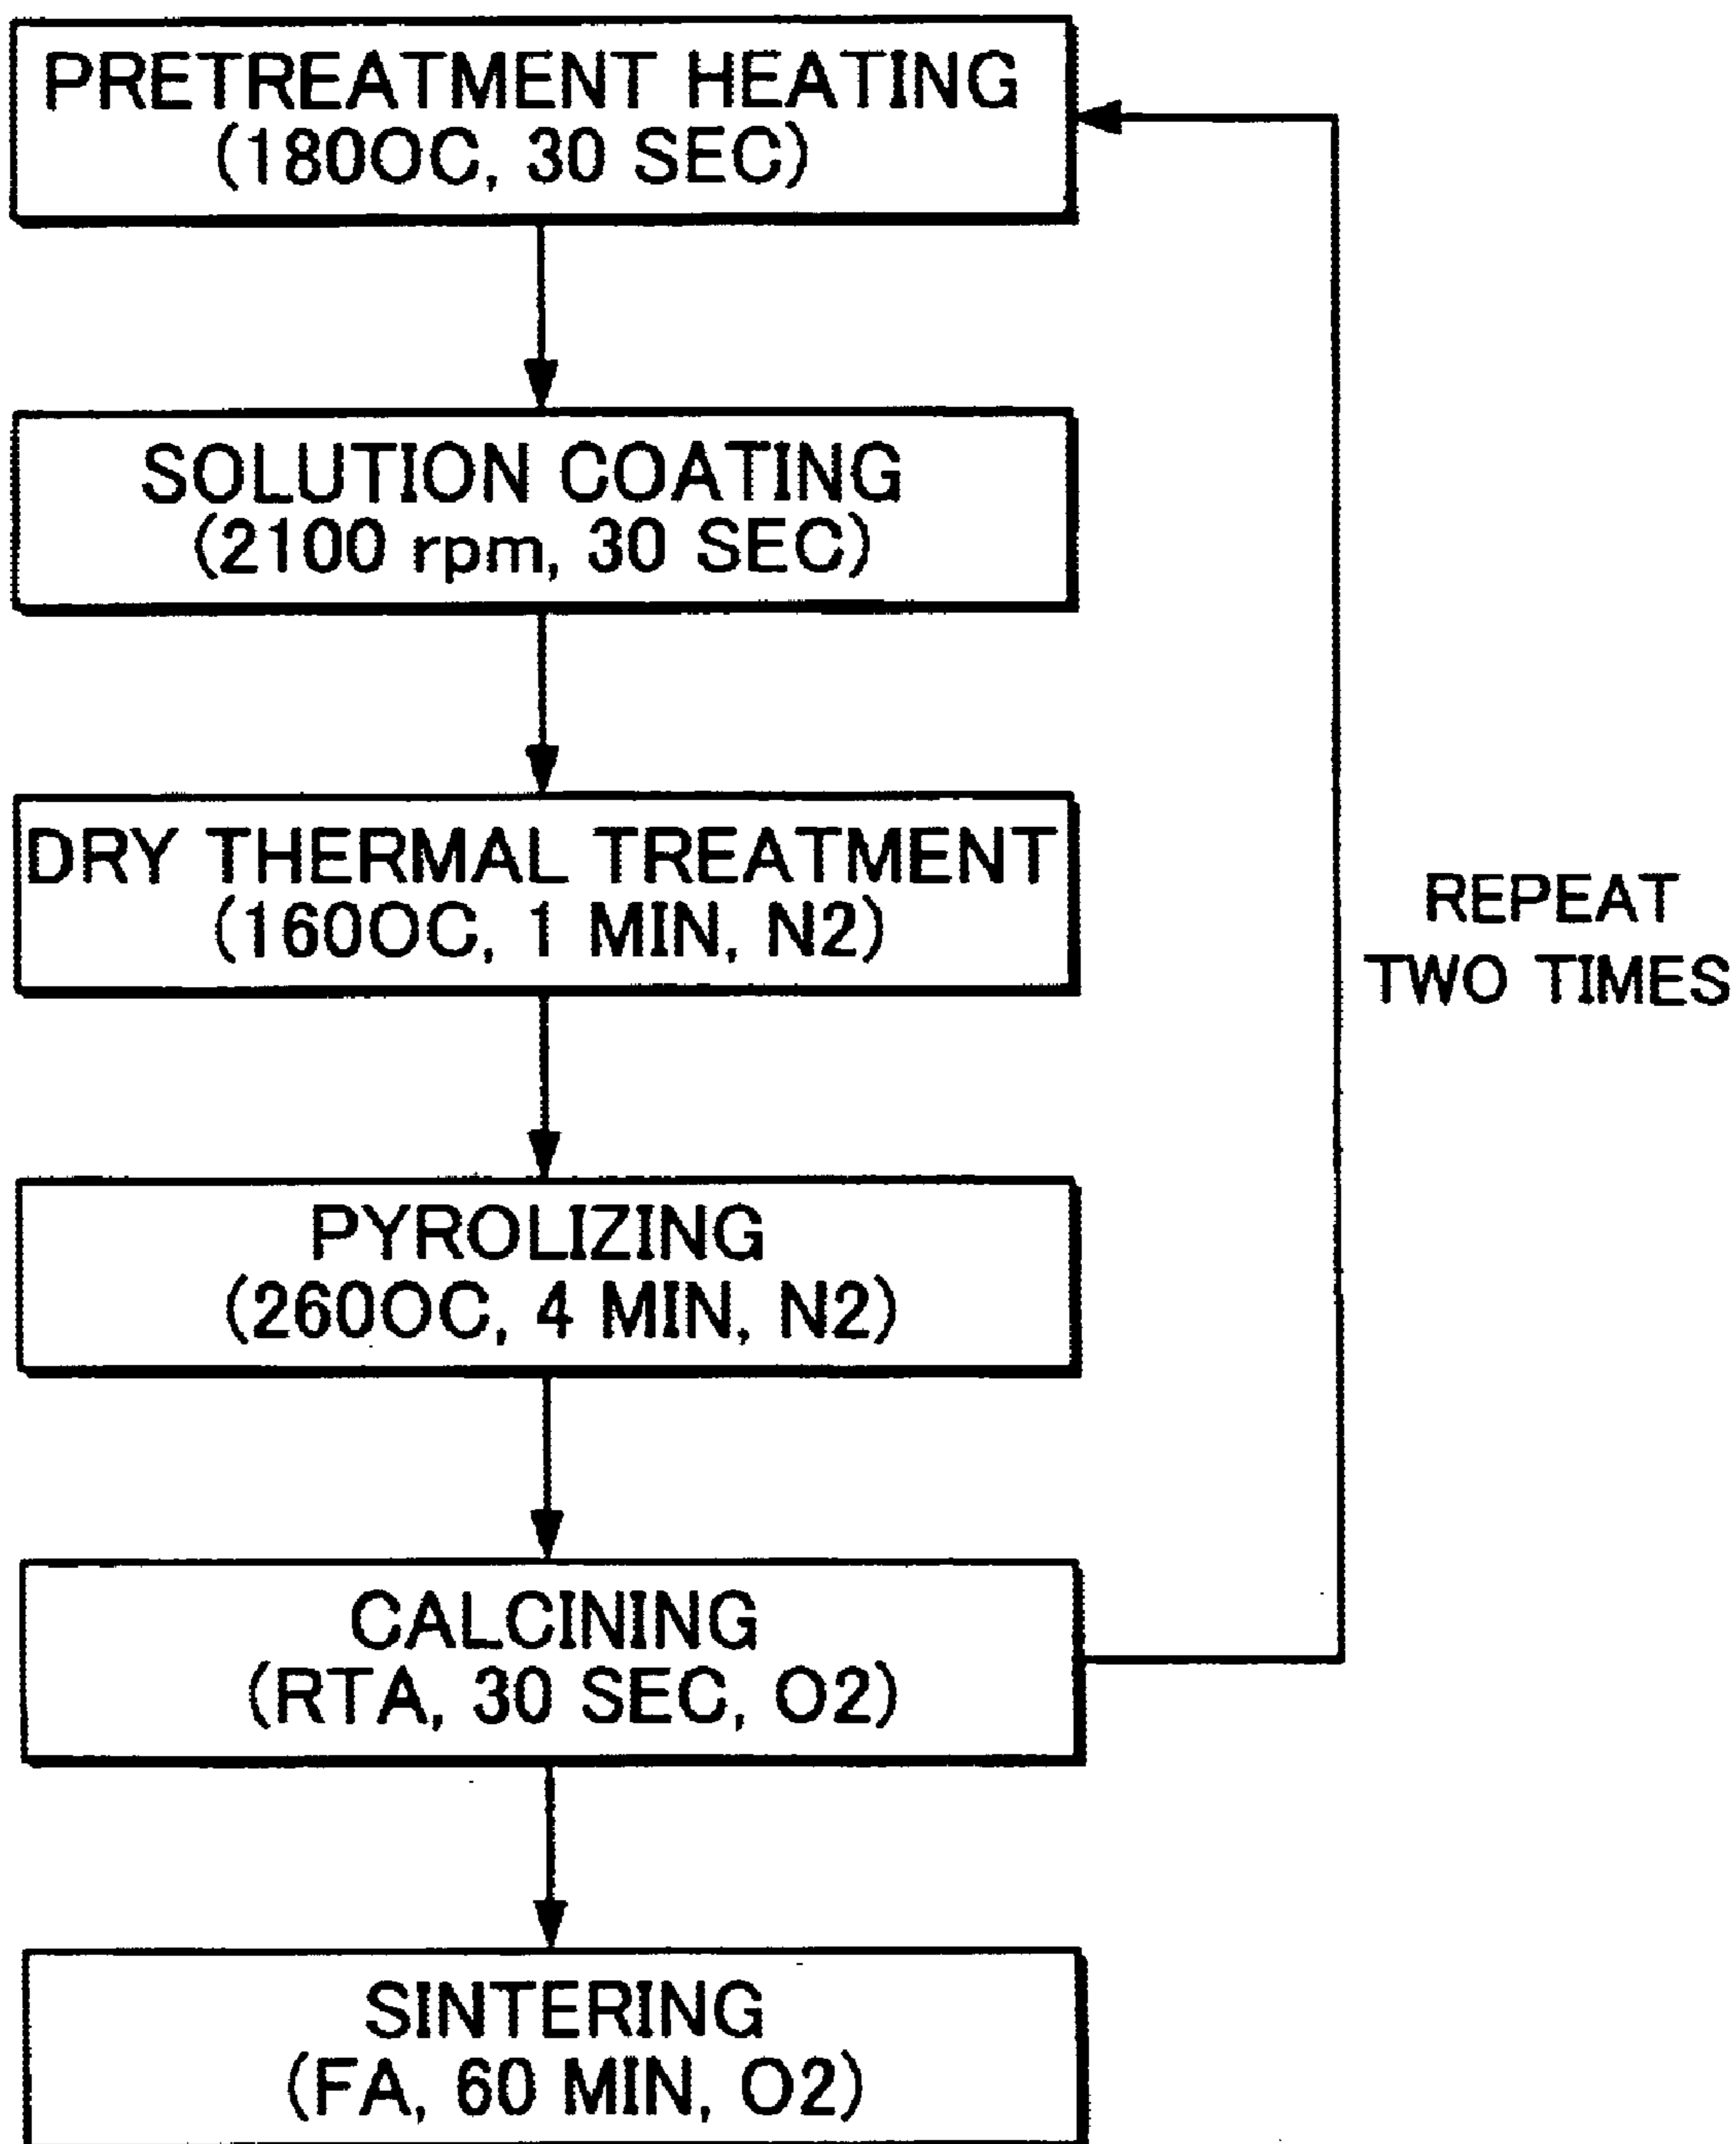 PRETREATMENT HEATING
(180OC, 30 SEC)
SOLUTION COATING
(2100 rpm, 30 SEC)
DRY THERMAL TREATMENT
(160OC, 1 MIN, N2)
REPEAT
TWO TIMES
PYROLIZING
(260OC, 4 MIN, N2)
CALCINING
(RTA, 30 SEC, O2)
SINTERING
(FA, 60 MIN, O2)